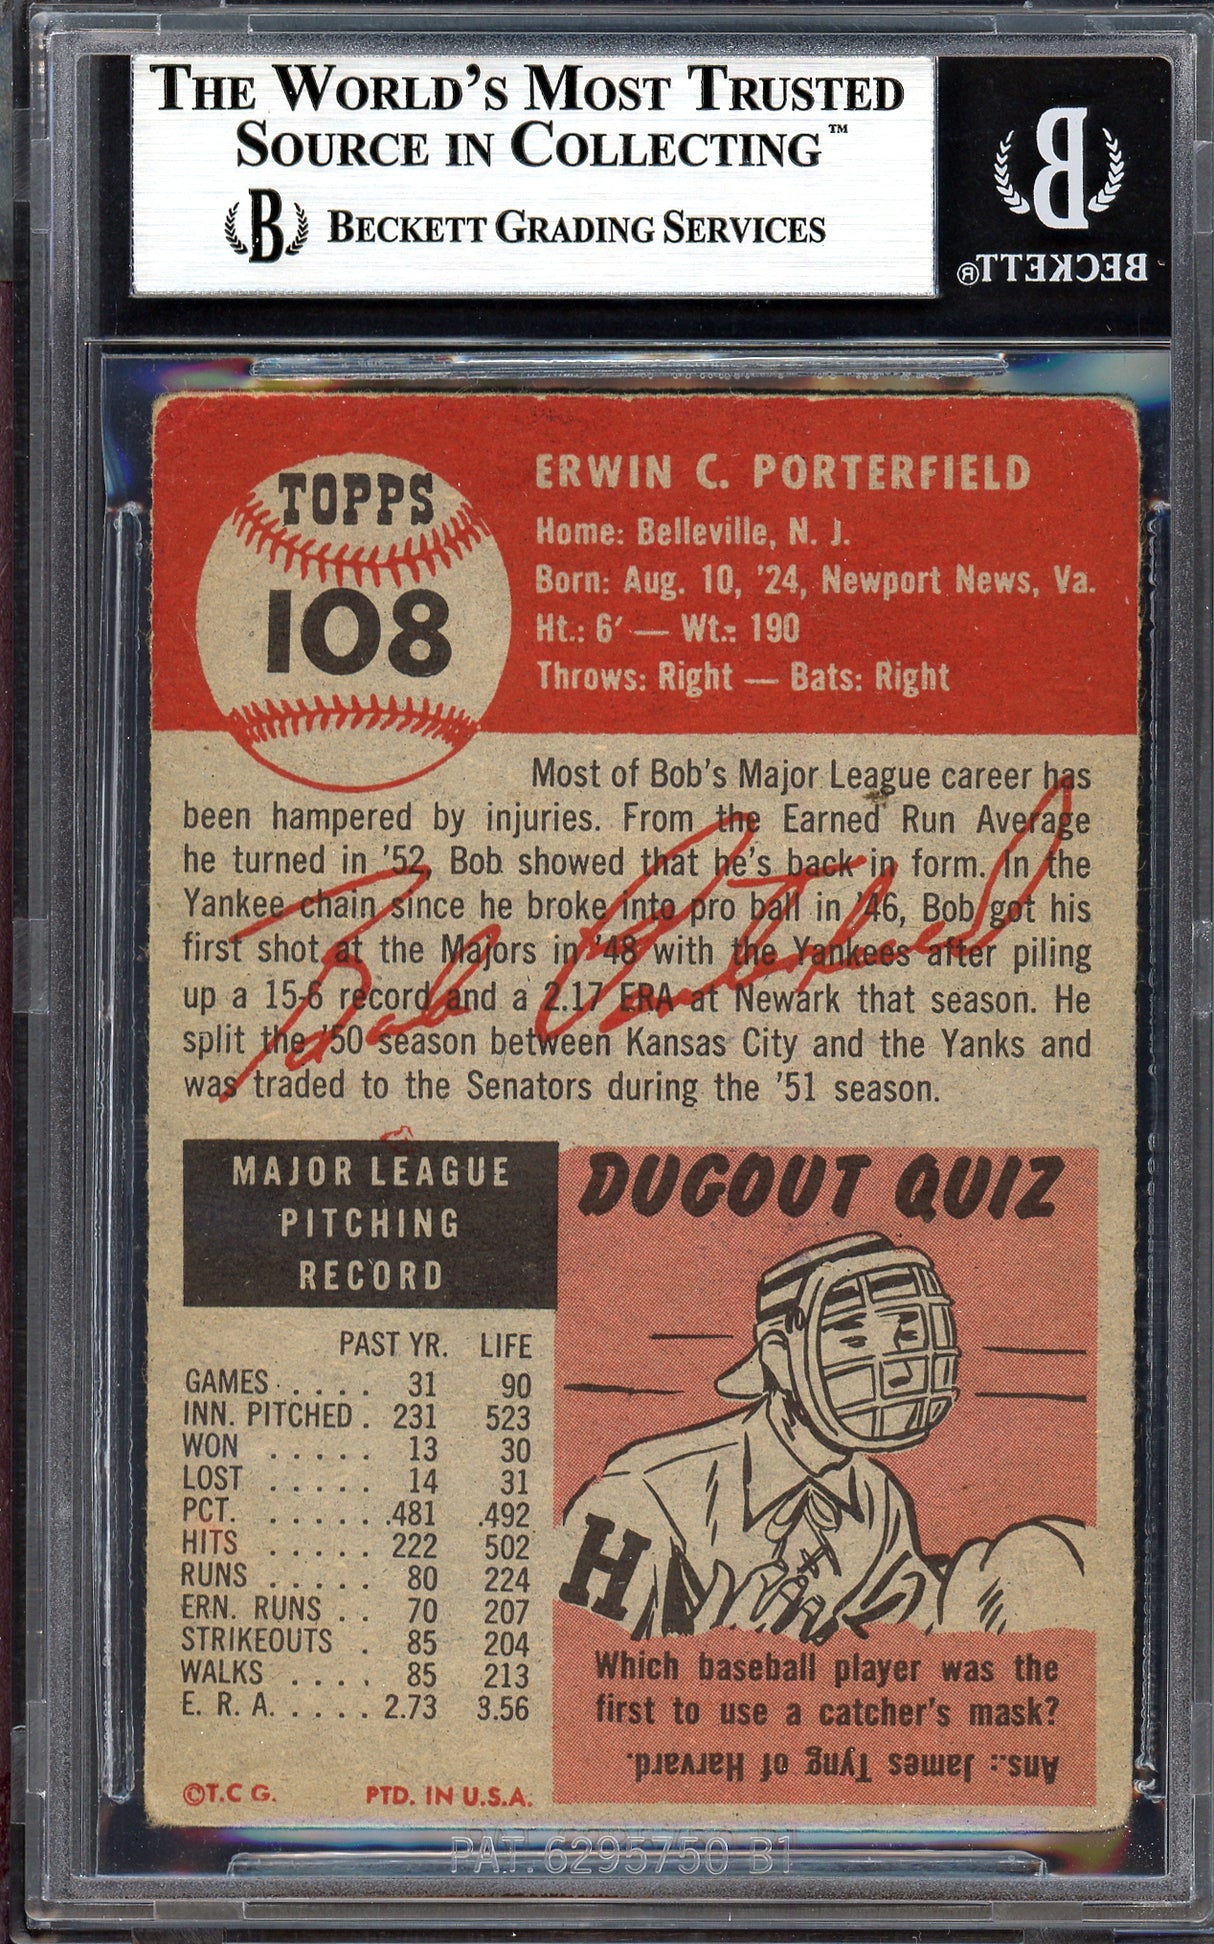 THE WORLD'S MOST TRUSTED
SOURCE IN COLLECTING™
B BECKETT GRADING SERVICES
B
BECKETT®
TOPPS
108
ERWIN C. PORTERFIELD
Home: Belleville, N. J.
Born: Aug. 10, '24, Newport News, Va.
Ht.: 6' — Wt.: 190
Throws: Right — Bats: Right
Most of Bob's Major League career has
been hampered by injuries. From the Earned Run Average
he turned in '52, Bob showed that he's back in form. In the
Yankee chain since he broke into pro ball in '46, Bob got his
first shot at the Majors in '48 with the Yankees after piling
up a 15-6 record and a 2.17 ERA at Newark that season. He
split the '50 season between Kansas City and the Yanks and
was traded to the Senators during the '51 season.
Bob Porterfield
MAJOR LEAGUE
PITCHING
RECORD
PAST YR. LIFE
GAMES . . . . . 31 90
INN. PITCHED . 231 523
WON . . . . . 13 30
LOST . . . . . 14 31
PCT. . . . . . .481 .492
HITS . . . . . 222 502
RUNS . . . . . 80 224
ERN. RUNS . . 70 207
STRIKEOUTS . 85 204
WALKS . . . . 85 213
E. R. A. . . . . . 2.73 3.56
©T.C.G. PTD. IN U.S.A.
DUGOUT QUIZ
H
Which baseball player was the
first to use a catcher's mask?
Ans.: James Tyng of Harvard.
PAT. 6295750 B1